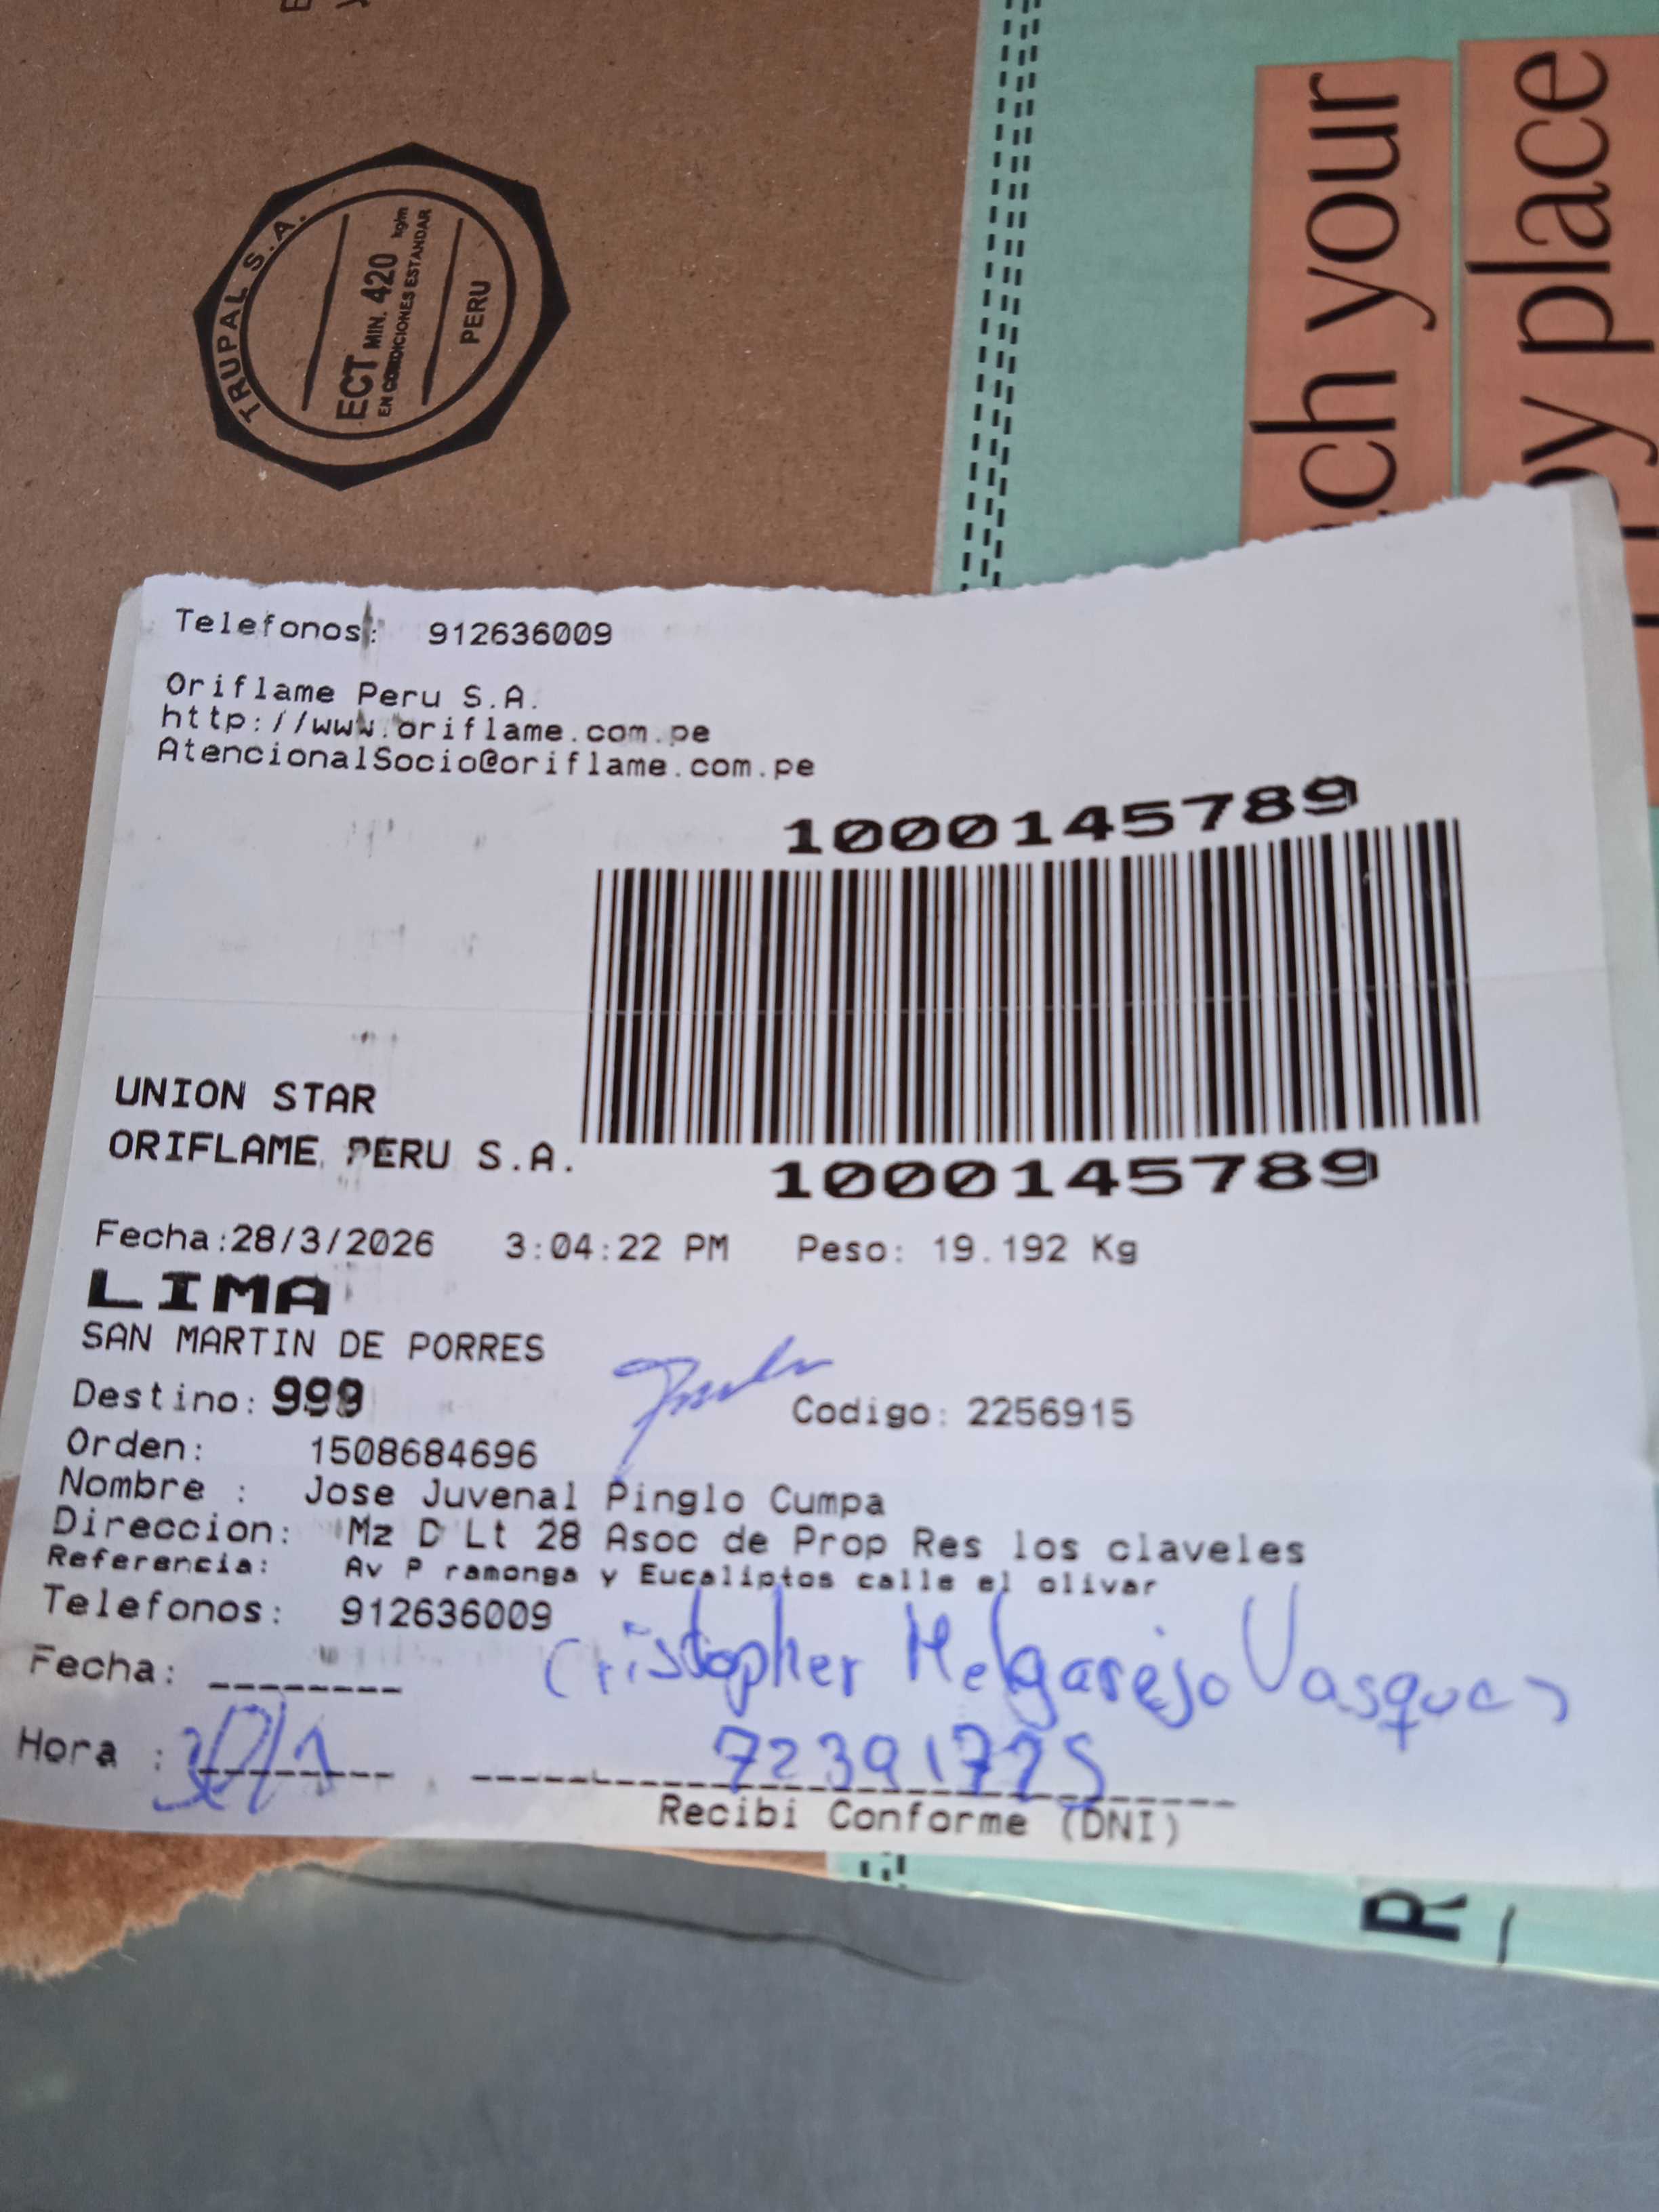 TRUPAL S.A.
ECT MIN. 420 kg/m
EN CONDICIONES ESTANDAR
PERU
ch your
by place
Telefonos: 912636009
Oriflame Peru S.A.
http://www.oriflame.com.pe
AtencionalSocio@oriflame.com.pe
1000145789
1000145789
UNION STAR
ORIFLAME PERU S.A.
Fecha:28/3/2026 3:04:22 PM Peso: 19.192 Kg
LIMA
SAN MARTIN DE PORRES
Destino: 999 Codigo: 2256915
Orden: 1508684696
Nombre : Jose Juvenal Pinglo Cumpa
Direccion: Mz D Lt 28 Asoc de Prop Res los claveles
Referencia: Av P ramonga y Eucaliptos calle el olivar
Telefonos: 912636009
Cristopher Melgarejo Vasquez
Fecha:
Hora :
72391775
Recibi Conforme (DNI)
R